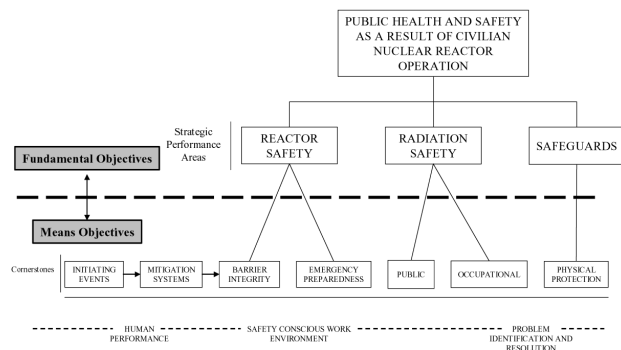 PUBLIC HEALTH AND SAFETY
AS A RESULT OF CIVILIAN
NUCLEAR REACTOR
OPERATION
Strategic
Performance
Areas
REACTOR
SAFETY
RADIATION
SAFETY
SAFEGUARDS
Fundamental Objectives
Means Objectives
Cornerstones
INITIATING
EVENTS
MITIGATION
SYSTEMS
BARRIER
INTEGRITY
EMERGENCY
PREPAREDNESS
PUBLIC
OCCUPATIONAL
PHYSICAL
PROTECTION
HUMAN
PERFORMANCE
SAFETY CONSCIOUS WORK
ENVIRONMENT
PROBLEM
IDENTIFICATION AND
RESOLUTION